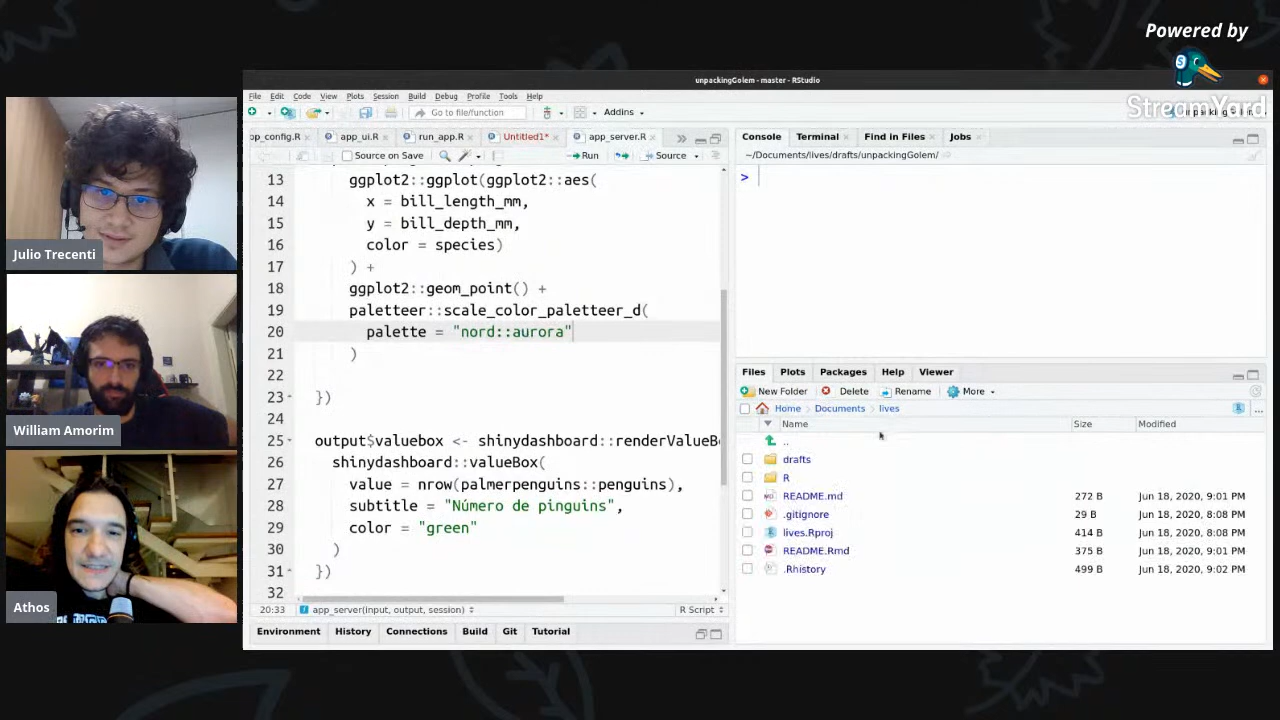 Powered by
StreamYard
unpackingGolem - master - RStudio
File Edit Code View Plots Session Build Debug Profile Tools Help
Go to file/function Addins
app_ui.R run_app.R Untitled1* app_server.R
Source on Save Run Source
13 ggplot2::ggplot(ggplot2::aes(
14 x = bill_length_mm,
15 y = bill_depth_mm,
16 color = species)
17 ) +
18 ggplot2::geom_point() +
19 paletteer::scale_color_paletteer_d(
20 palette = "nord::aurora"
21 )
22
23 })
24
25 output$valuebox <- shinydashboard::renderValueB
26 shinydashboard::valueBox(
27 value = nrow(palmerpenguins::penguins),
28 subtitle = "Número de pinguins",
29 color = "green"
30 )
31 })
32
20:33 app_server(input, output, session) R Script
Environment History Connections Build Git Tutorial
Console Terminal Find in Files Jobs
~/Documents/lives/drafts/unpackingGolem/
>
Files Plots Packages Help Viewer
New Folder Delete Rename More
Home Documents lives ...
Name Size Modified
..
drafts
R
README.md 272 B Jun 18, 2020, 9:01 PM
.gitignore 29 B Jun 18, 2020, 8:08 PM
lives.Rproj 414 B Jun 18, 2020, 8:08 PM
README.Rmd 375 B Jun 18, 2020, 9:01 PM
.Rhistory 499 B Jun 18, 2020, 9:02 PM
Julio Trecenti
William Amorim
Athos